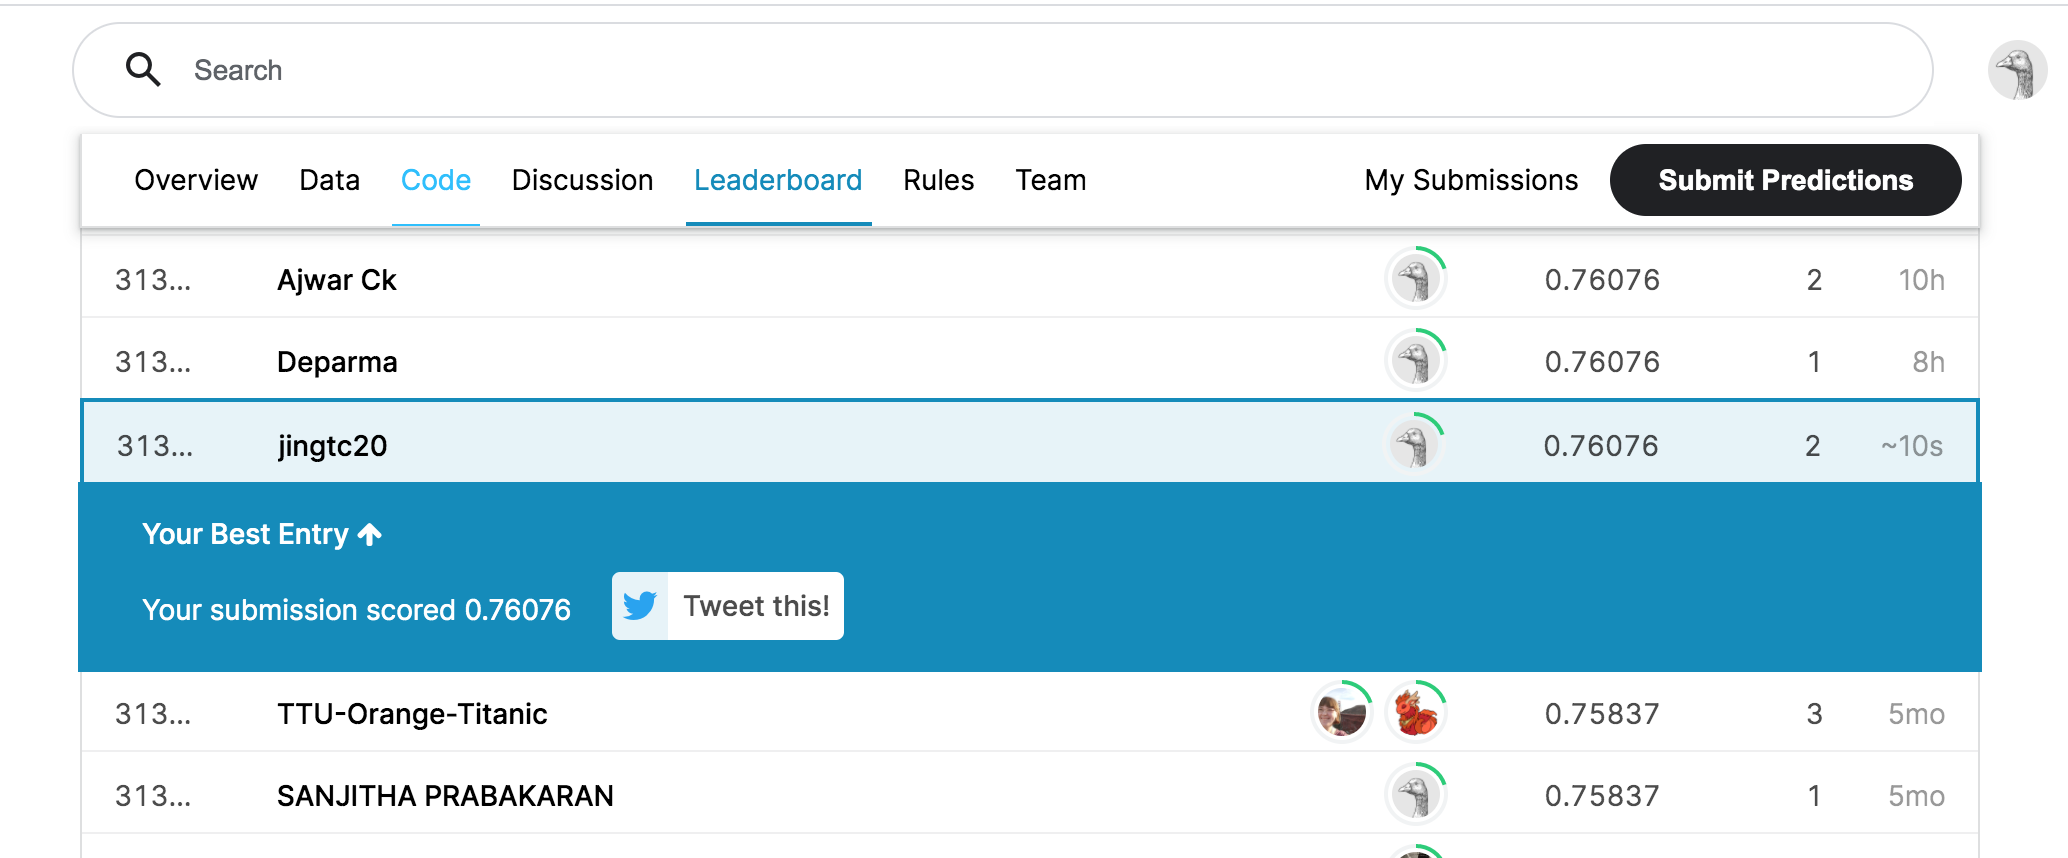 Search
Overview Data Code Discussion Leaderboard Rules Team My Submissions Submit Predictions
313... Ajwar Ck 0.76076 2 10h
313... Deparma 0.76076 1 8h
313... jingtc20 0.76076 2 ~10s
Your Best Entry
Your submission scored 0.76076 Tweet this!
313... TTU-Orange-Titanic 0.75837 3 5mo
313... SANJITHA PRABAKARAN 0.75837 1 5mo